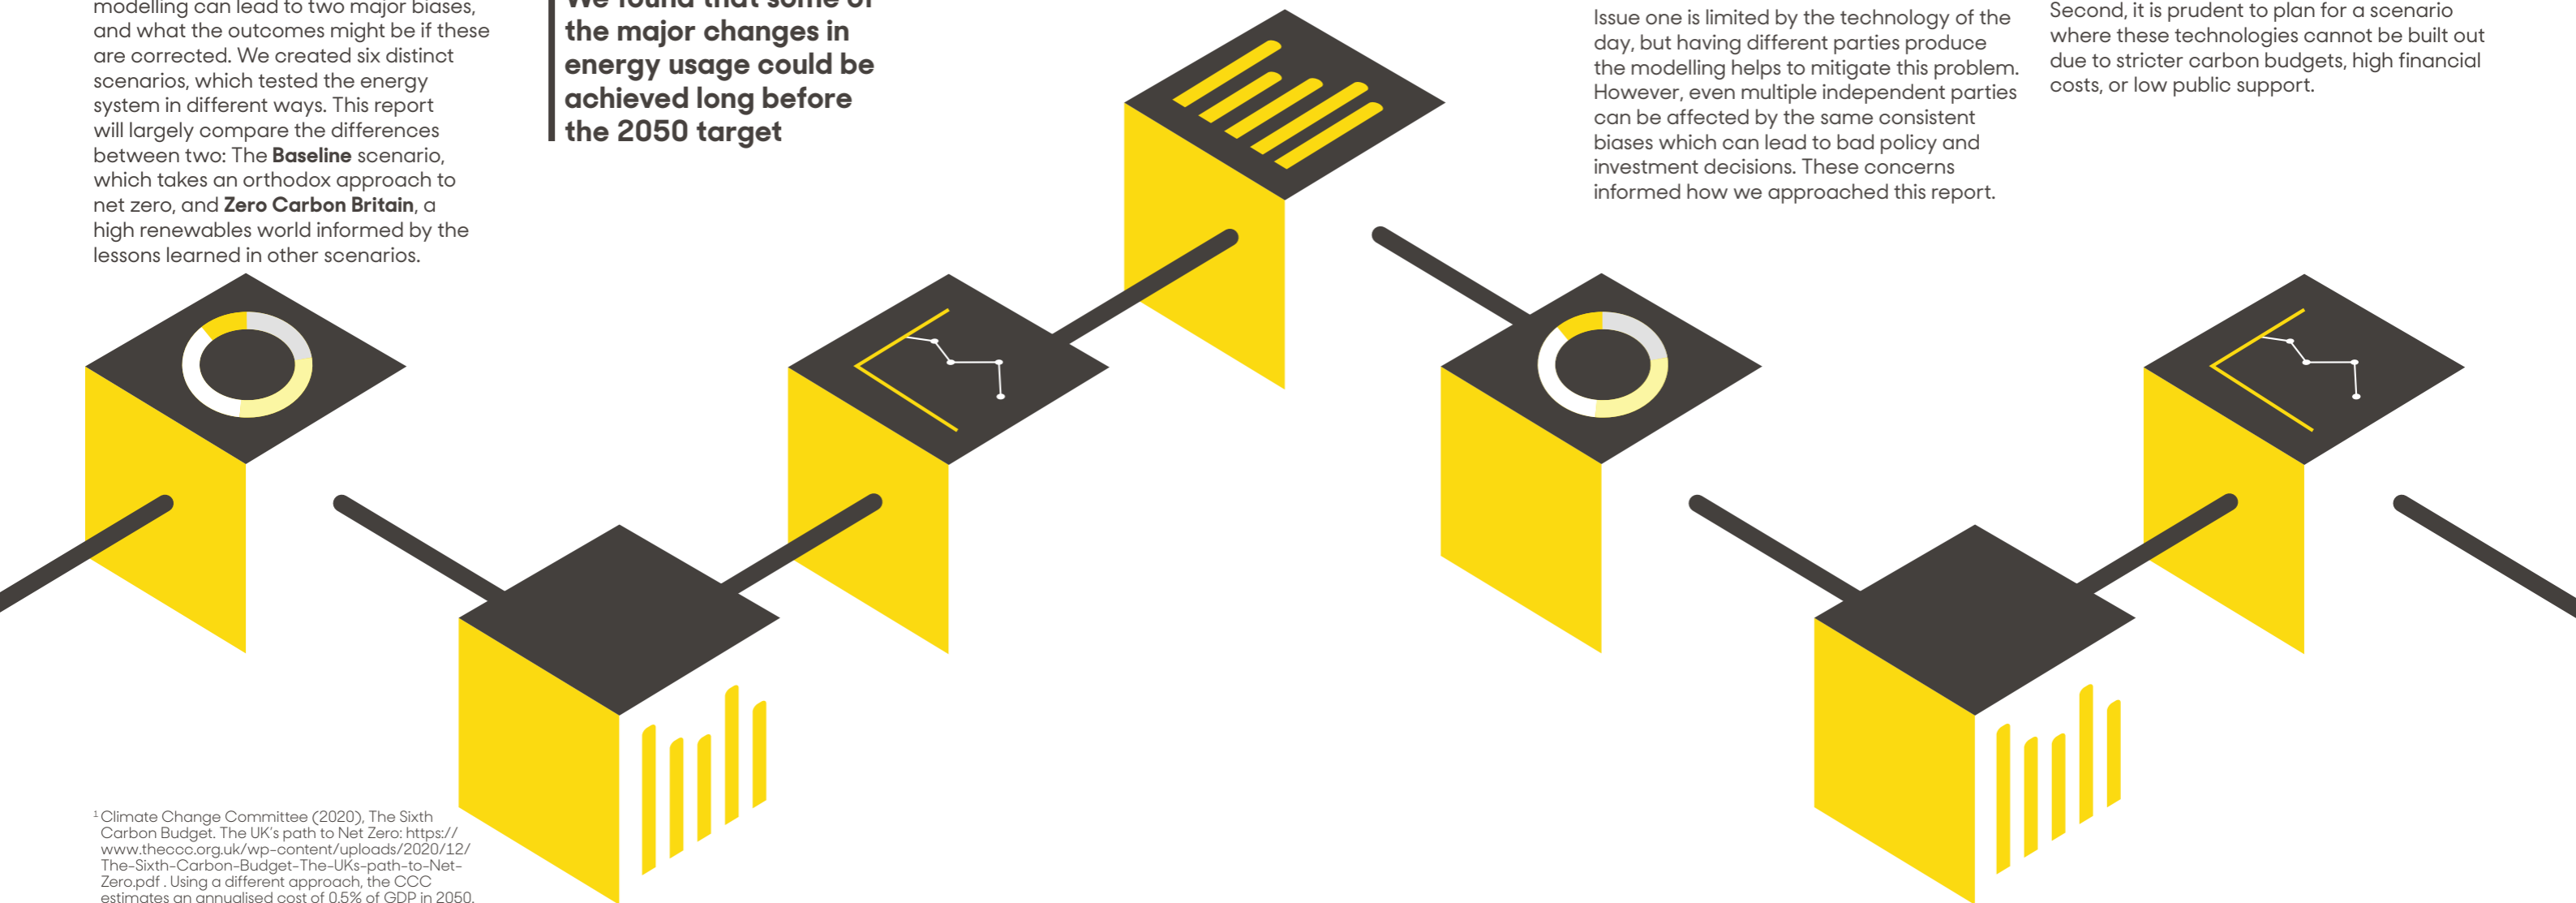 modelling can lead to two major biases,
and what the outcomes might be if these
are corrected. We created six distinct
scenarios, which tested the energy
system in different ways. This report
will largely compare the differences
between two: The Baseline scenario,
which takes an orthodox approach to
net zero, and Zero Carbon Britain, a
high renewables world informed by the
lessons learned in other scenarios.
We found that some of
the major changes in
energy usage could be
achieved long before
the 2050 target
Issue one is limited by the technology of the
day, but having different parties produce
the modelling helps to mitigate this problem.
However, even multiple independent parties
can be affected by the same consistent
biases which can lead to bad policy and
investment decisions. These concerns
informed how we approached this report.
Second, it is prudent to plan for a scenario
where these technologies cannot be built out
due to stricter carbon budgets, high financial
costs, or low public support.
1 Climate Change Committee (2020), The Sixth
Carbon Budget. The UK's path to Net Zero: https://
www.theccc.org.uk/wp-content/uploads/2020/12/
The-Sixth-Carbon-Budget-The-UKs-path-to-Net-
Zero.pdf . Using a different approach, the CCC
estimates an annualised cost of 0.5% of GDP in 2050.